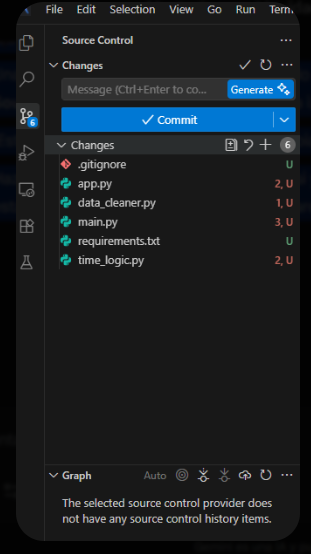 File Edit Selection View Go Run Tern
Source Control
Changes
Message (Ctrl+Enter to co... Generate
Commit
Changes 6
.gitignore U
app.py 2, U
data_cleaner.py 1, U
main.py 3, U
requirements.txt U
time_logic.py 2, U
6
Graph Auto
The selected source control provider does
not have any source control history items.